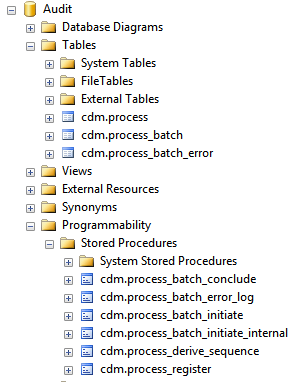 Audit
Database Diagrams
Tables
System Tables
FileTables
External Tables
cdm.process
cdm.process_batch
cdm.process_batch_error
Views
External Resources
Synonyms
Programmability
Stored Procedures
System Stored Procedures
cdm.process_batch_conclude
cdm.process_batch_error_log
cdm.process_batch_initiate
cdm.process_batch_initiate_internal
cdm.process_derive_sequence
cdm.process_register